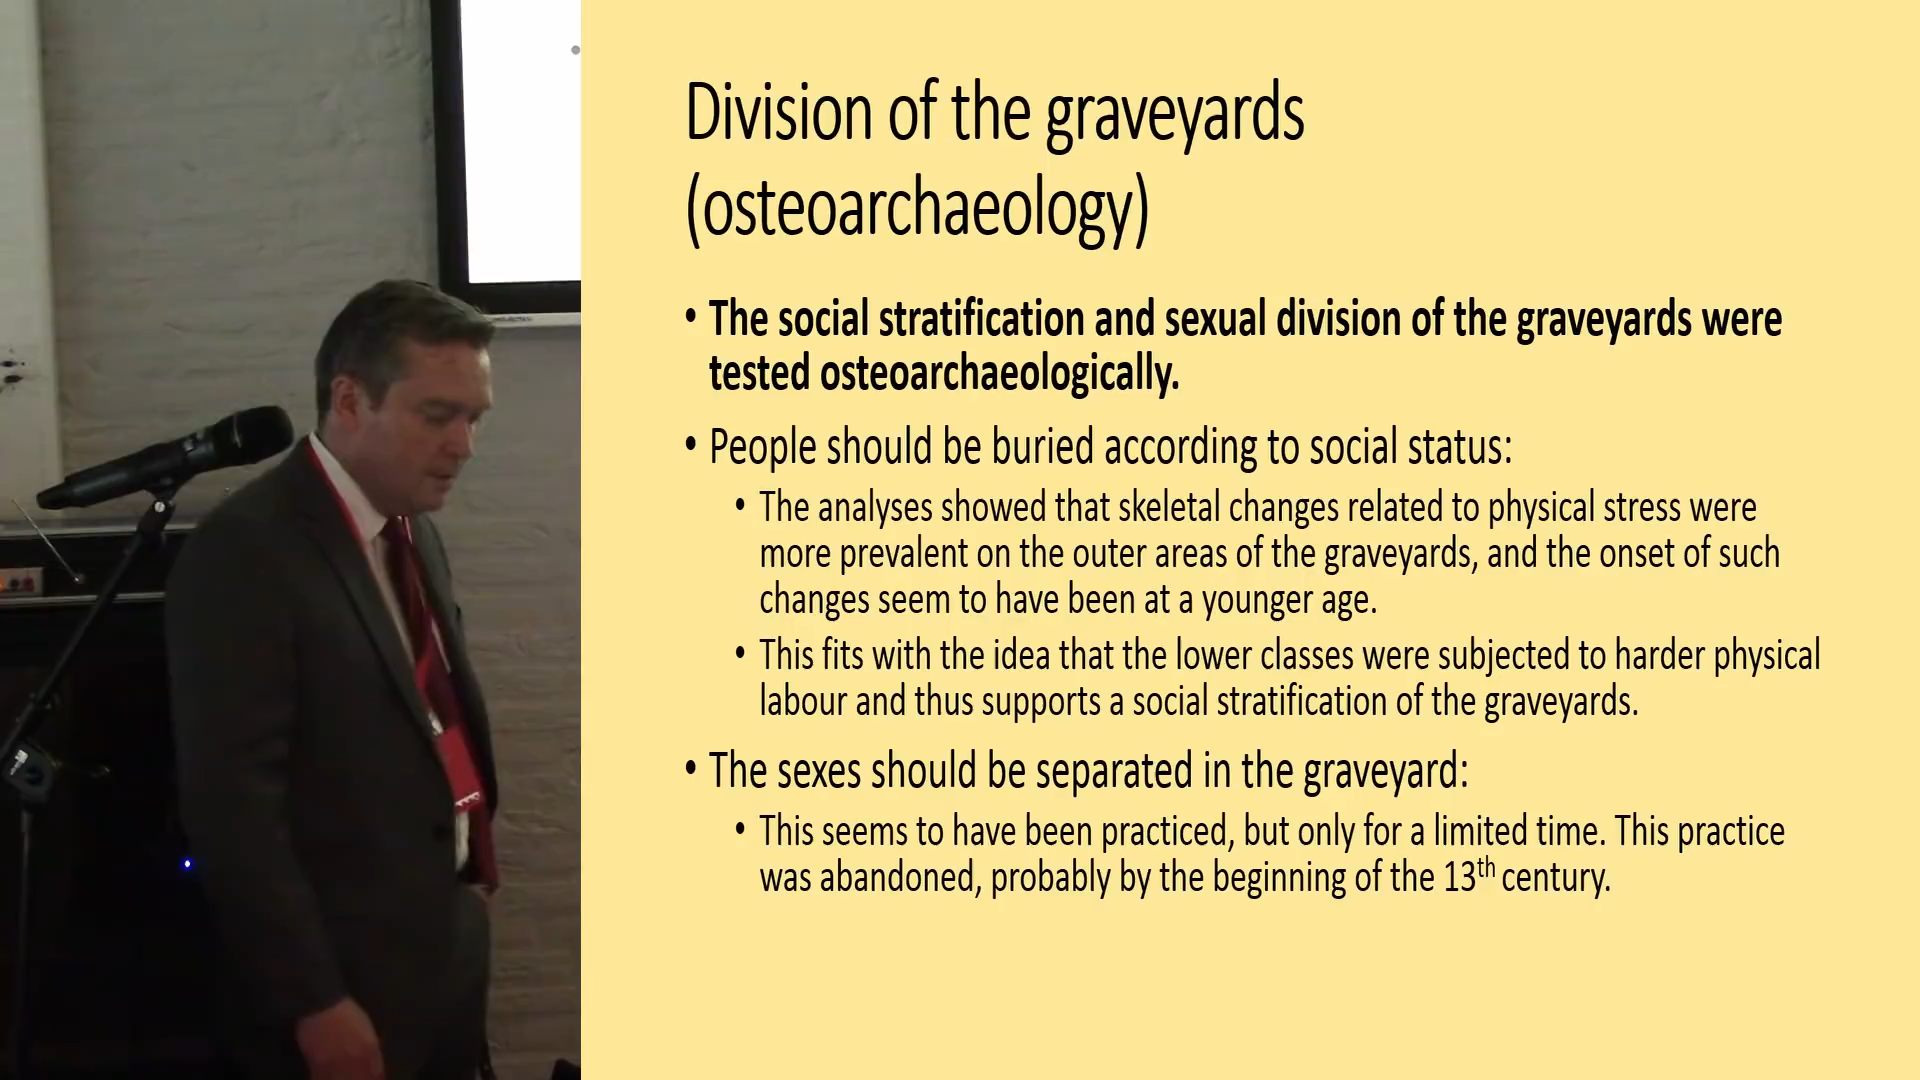 Division of the graveyards
(osteoarchaeology)
• The social stratification and sexual division of the graveyards were
tested osteoarchaeologically.
• People should be buried according to social status:
• The analyses showed that skeletal changes related to physical stress were
more prevalent on the outer areas of the graveyards, and the onset of such
changes seem to have been at a younger age.
• This fits with the idea that the lower classes were subjected to harder physical
labour and thus supports a social stratification of the graveyards.
• The sexes should be separated in the graveyard:
• This seems to have been practiced, but only for a limited time. This practice
was abandoned, probably by the beginning of the 13th century.